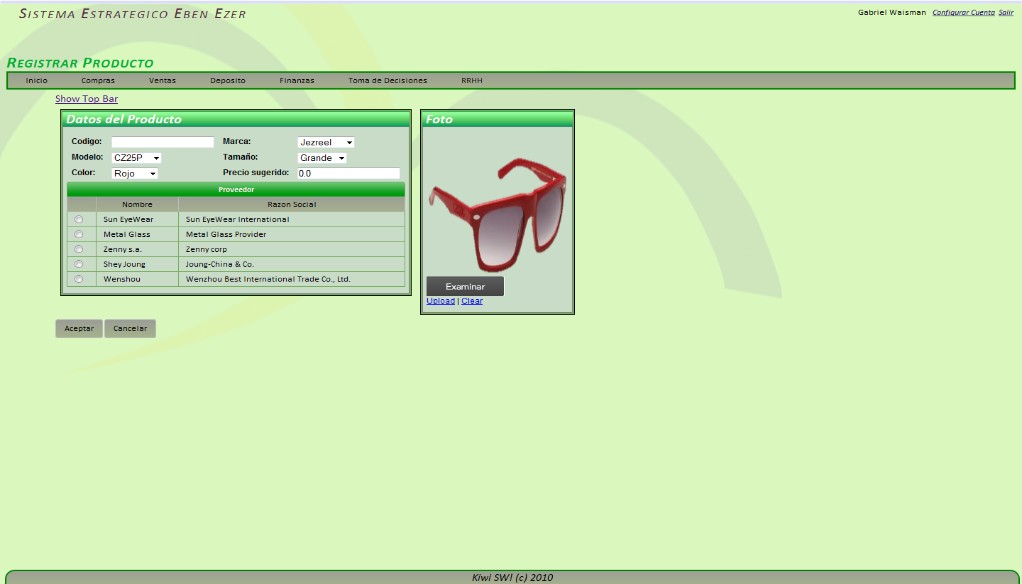 SISTEMA ESTRATEGICO EBEN EZER
Gabriel Waisman Configurar Cuenta Salir
REGISTRAR PRODUCTO
Inicio Compras Ventas Deposito Finanzas Toma de Decisiones RRHH
Show Top Bar
Datos del Producto
Codigo: Marca: Jezreel
Modelo: CZ25P Tamaño: Grande
Color: Rojo Precio sugerido: 0.0
Proveedor
Nombre Razon Social
Sun EyeWear Sun EyeWear International
Metal Glass Metal Glass Provider
Zenny s.a. Zenny corp
Shey Joung Joung-China & Co.
Wenshou Wenzhou Best International Trade Co., Ltd.
Foto
Examinar
Upload | Clear
Aceptar Cancelar
Kiwi SW! (c) 2010